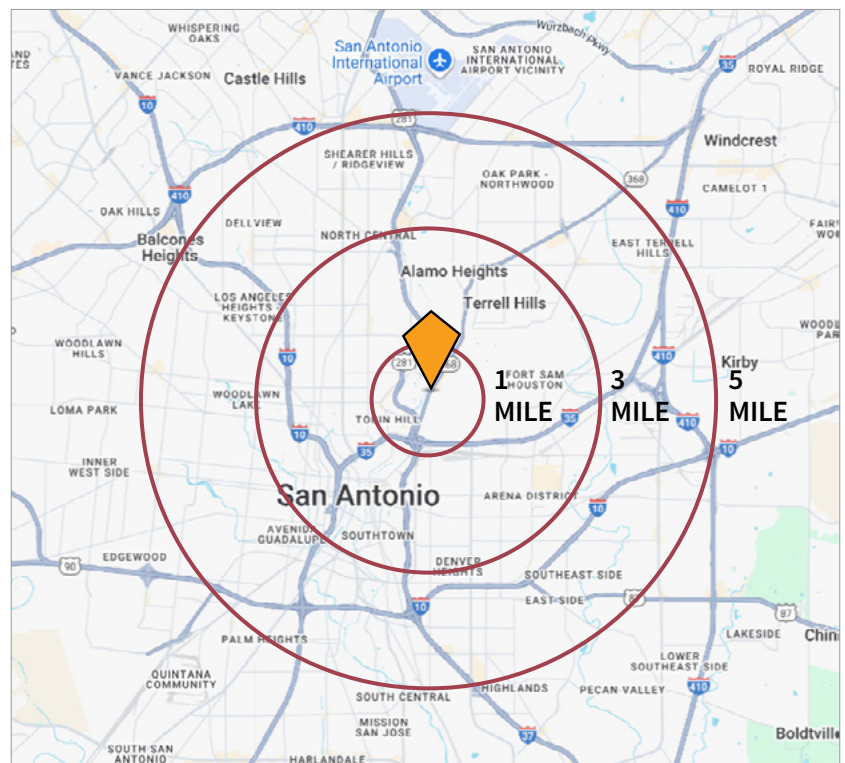 WHISPERING
OAKS
Wurzbach Pkwy
San Antonio
International
Airport
SAN ANTONIO
INTERNATIONAL
AIRPORT VICINITY
35
ROYAL RIDGE
VANCE JACKSON
Castle Hills
10
281
410
Windcrest
SHEARER HILLS
/ RIDGEVIEW
OAK PARK -
NORTHWOOD
368
CAMELOT 1
410
410
OAK HILLS
DELLVIEW
NORTH CENTRAL
Balcones
Heights
EAST TERRELL
HILLS
Alamo Heights
Terrell Hills
LOS ANGELES
HEIGHTS -
KEYSTONE
WOODLAWN
HILLS
10
281
410
Kirby
FORT SAM
HOUSTON
1
MILE
3
MILE
5
MILE
WOODLAWN
LAKE
LOMA PARK
TOBIN HILL
35
410
10
35
10
INNER
WEST SIDE
San Antonio
ARENA DISTRICT
10
AVENIDA
GUADALUPE
SOUTHTOWN
EDGEWOOD
90
DENVER
HEIGHTS
SOUTHEAST SIDE
EAST SIDE
87
87
10
LAKESIDE
PALM HEIGHTS
LOWER
SOUTHEAST SIDE
QUINTANA
COMMUNITY
SOUTH CENTRAL
HIGHLANDS
PECAN VALLEY
410
MISSION
SAN JOSE
37
SOUTH SAN
ANTONIO
HARLANDALE